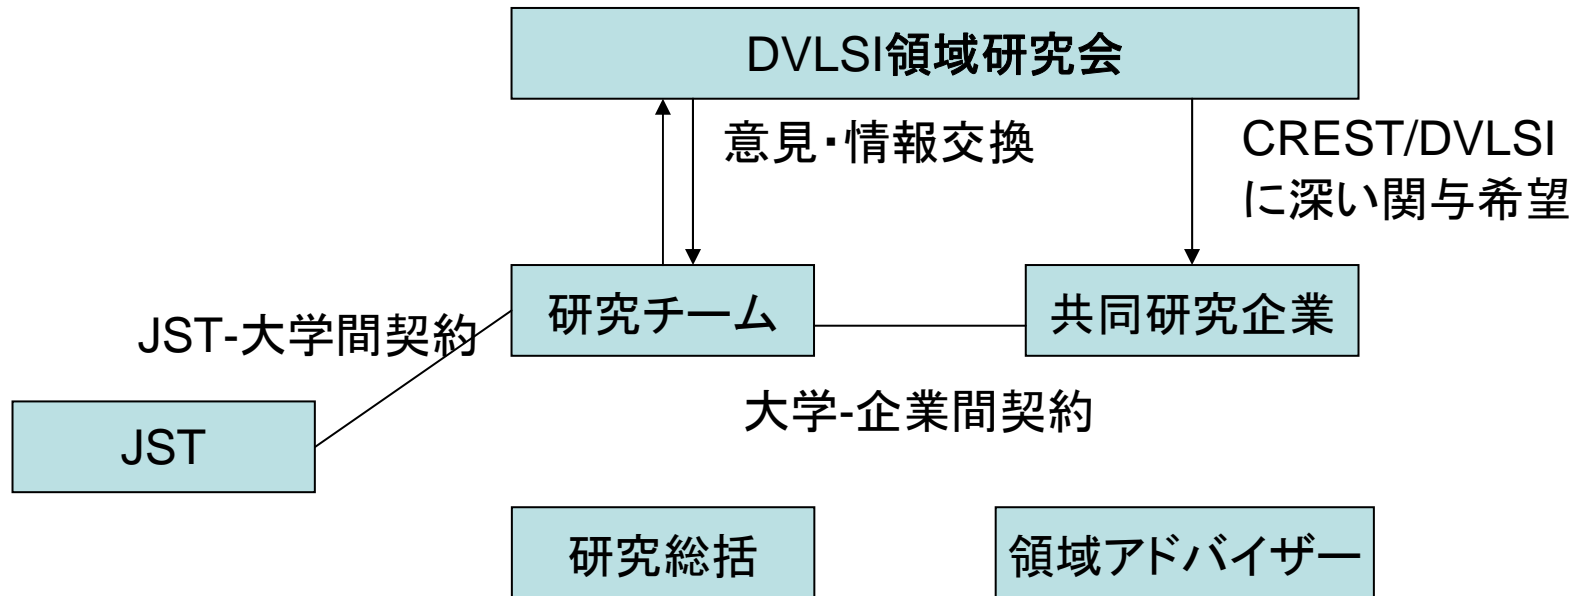 DVLSI領域研究会
意見・情報交換
CREST/DVLSI
に深い関与希望
研究チーム
共同研究企業
JST-大学間契約
大学-企業間契約
JST
研究総括
領域アドバイザー